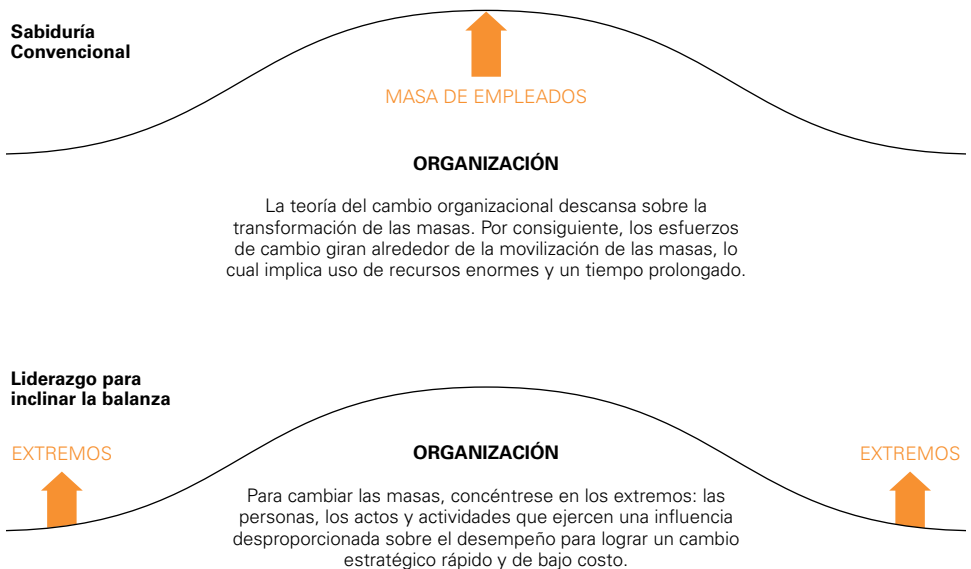 Sabiduría
Convencional
MASA DE EMPLEADOS
ORGANIZACIÓN
La teoría del cambio organizacional descansa sobre la
transformación de las masas. Por consiguiente, los esfuerzos
de cambio giran alrededor de la movilización de las masas, lo
cual implica uso de recursos enormes y un tiempo prolongado.
Liderazgo para
inclinar la balanza
EXTREMOS
ORGANIZACIÓN
EXTREMOS
Para cambiar las masas, concéntrese en los extremos: las
personas, los actos y actividades que ejercen una influencia
desproporcionada sobre el desempeño para lograr un cambio
estratégico rápido y de bajo costo.